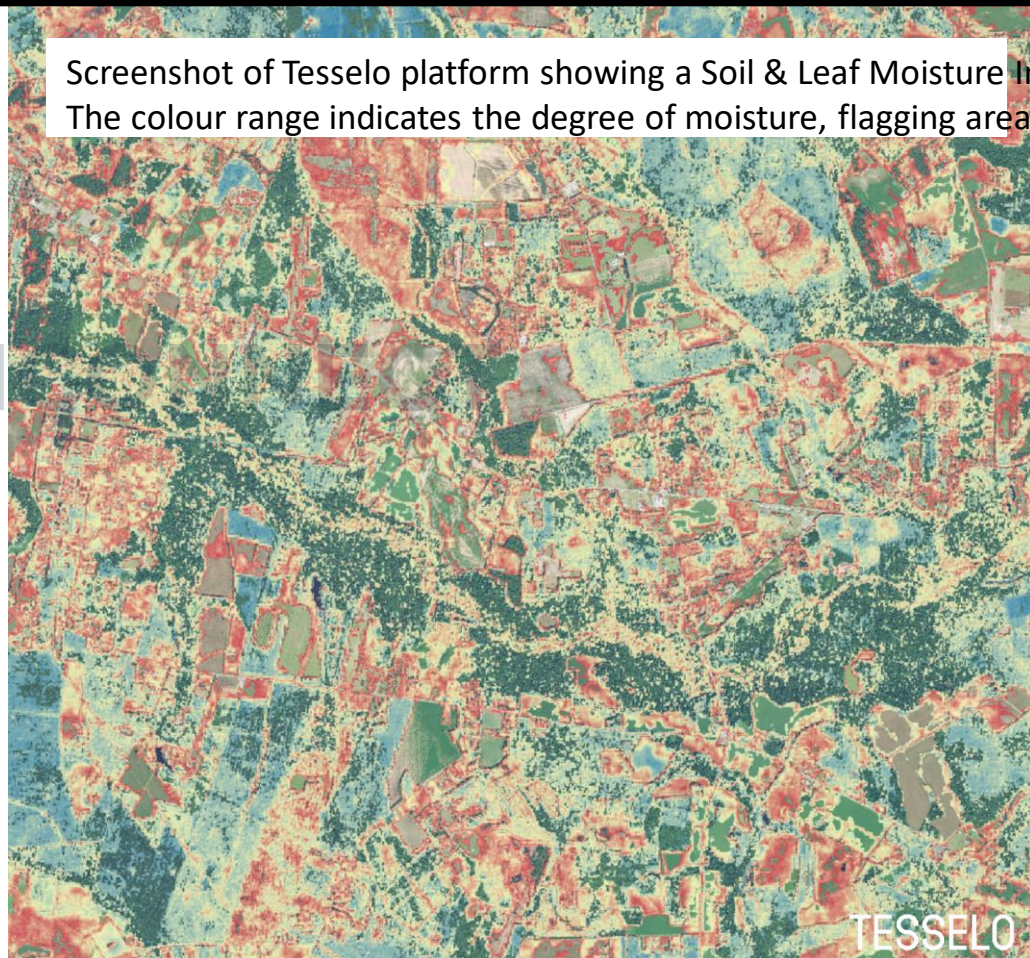 Screenshot of Tesselo platform showing a Soil & Leaf Moisture
The colour range indicates the degree of moisture, flagging area
TESSELO